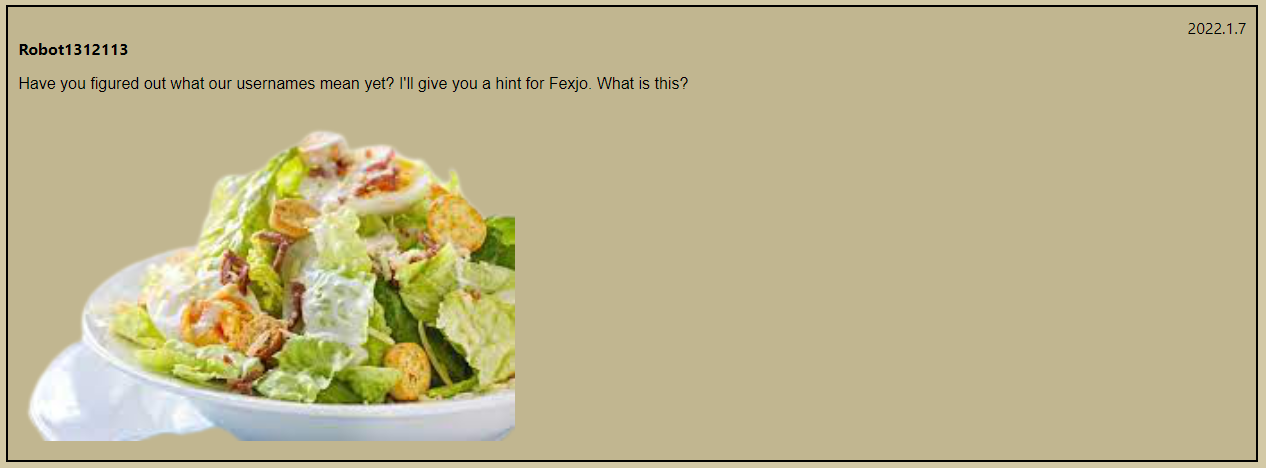 2022.1.7
Robot1312113
Have you figured out what our usernames mean yet? I'll give you a hint for Fexjo. What is this?